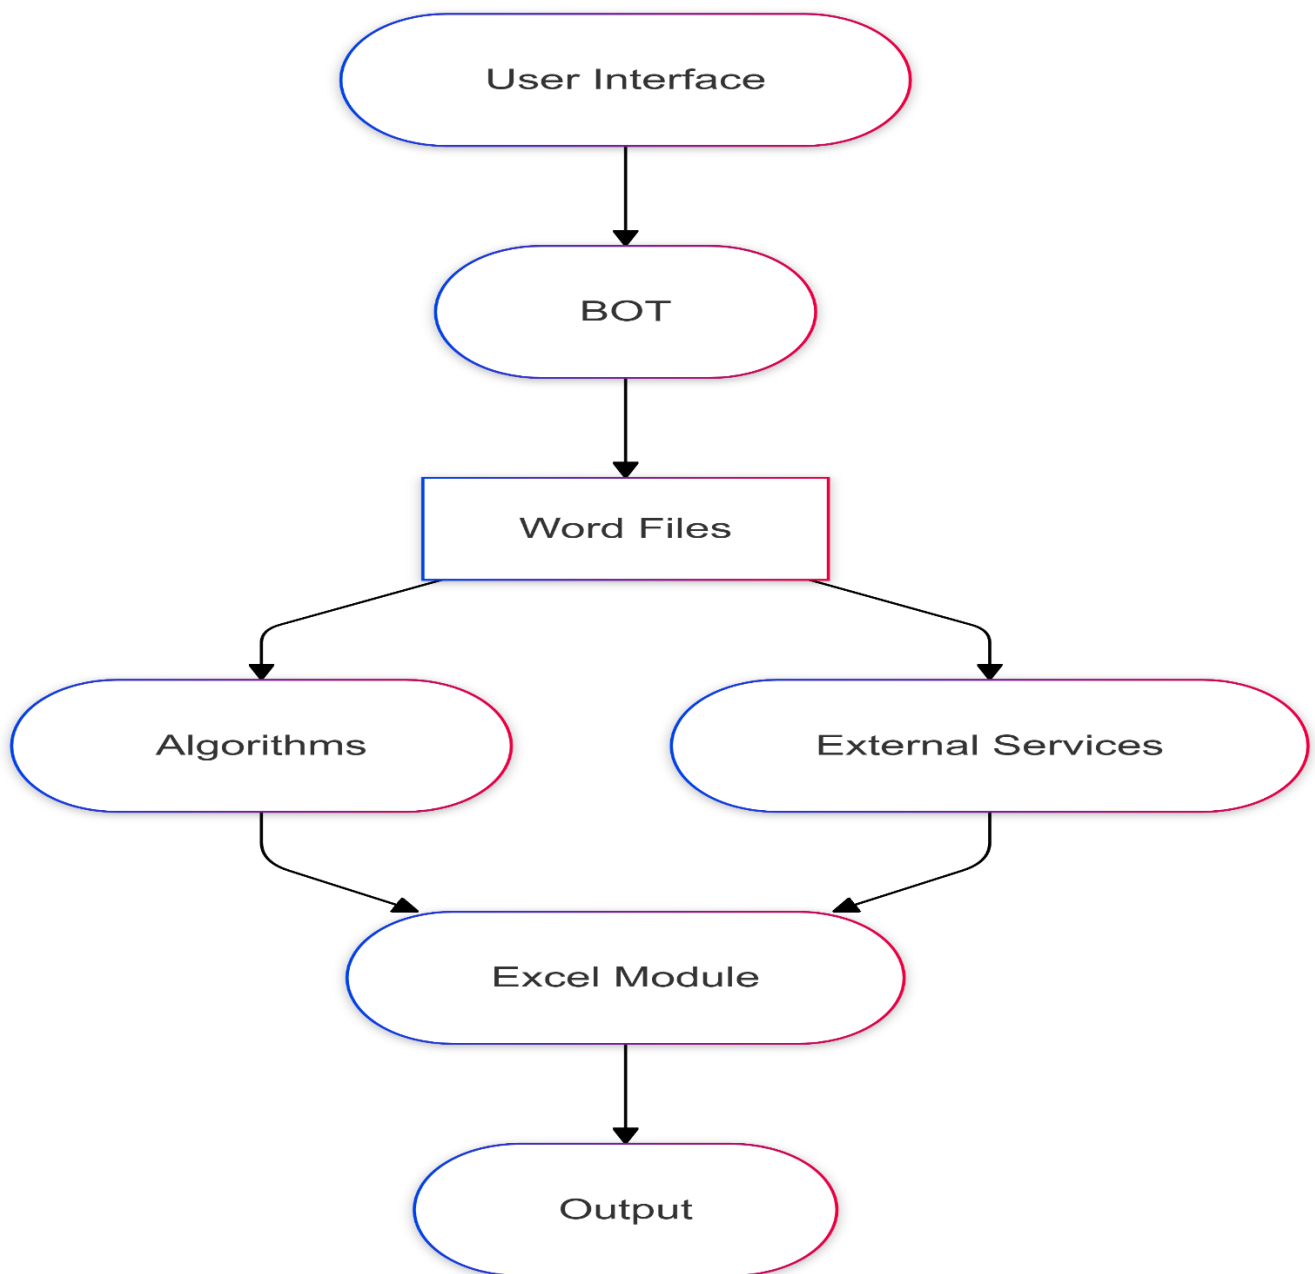 User Interface
BOT
Word Files
Algorithms
External Services
Excel Module
Output